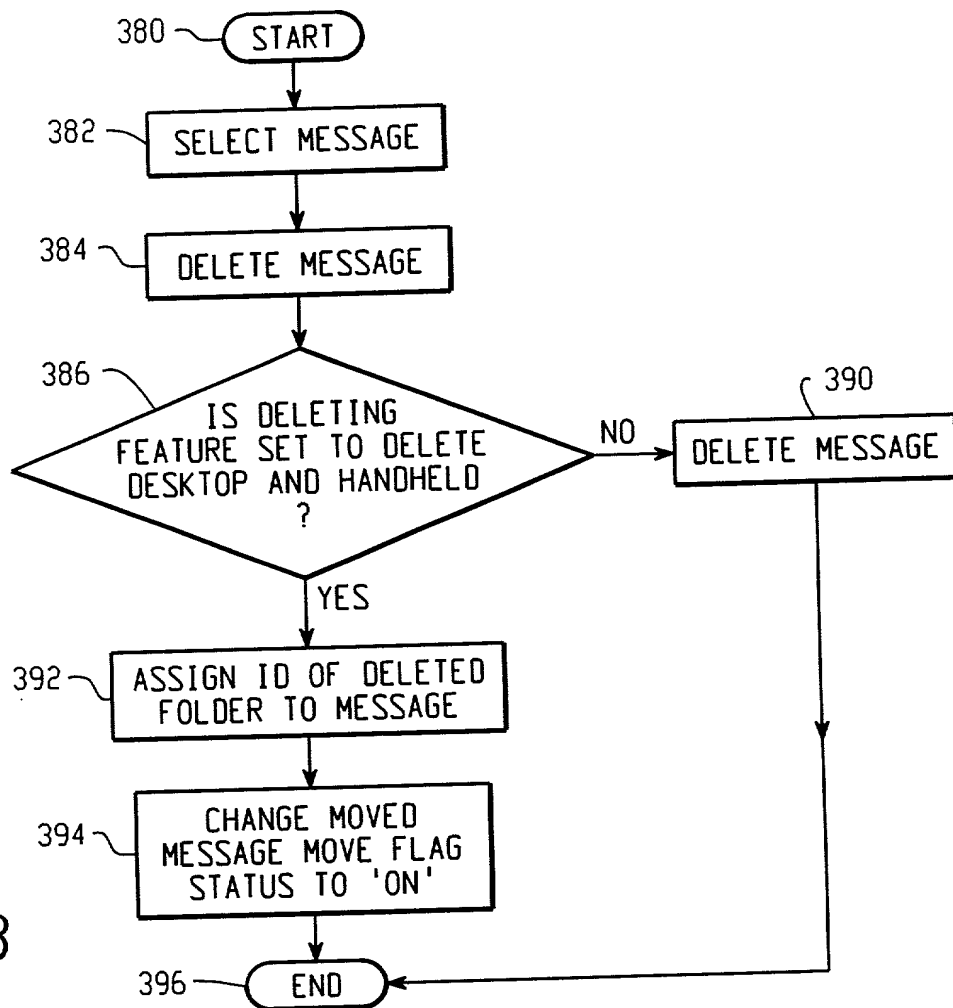 380
START
382
SELECT MESSAGE
384
DELETE MESSAGE
386
IS DELETING
FEATURE SET TO DELETE
DESKTOP AND HANDHELD
?
NO
390
DELETE MESSAGE
YES
392
ASSIGN ID OF DELETED
FOLDER TO MESSAGE
394
CHANGE MOVED
MESSAGE MOVE FLAG
STATUS TO 'ON'
396
END